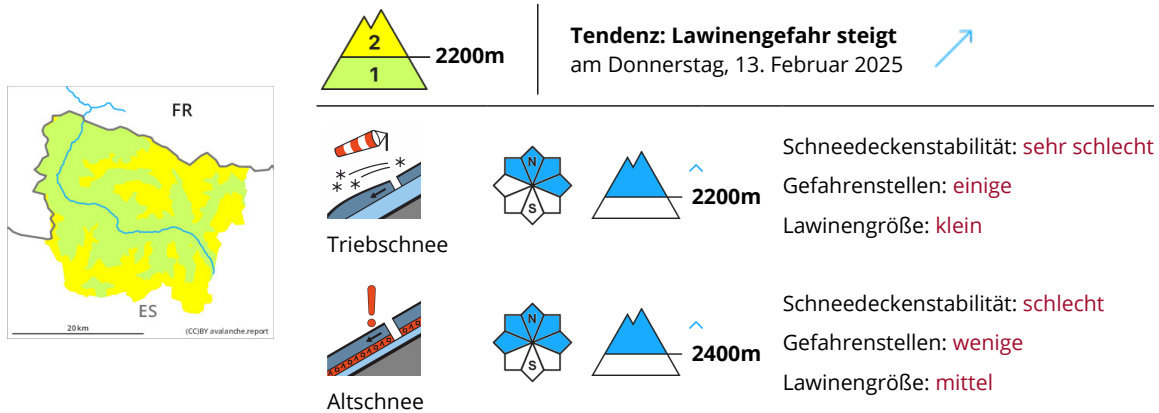 2
1
2200m
Tendenz: Lawinengefahr steigt
am Donnerstag, 13. Februar 2025
FR
ES
20 km
(CC)BY avalanche.report
N
S
2200m
Triebschnee
Schneedeckenstabilität: sehr schlecht
Gefahrenstellen: einige
Lawinengröße: klein
N
S
2400m
Altschnee
Schneedeckenstabilität: schlecht
Gefahrenstellen: wenige
Lawinengröße: mittel